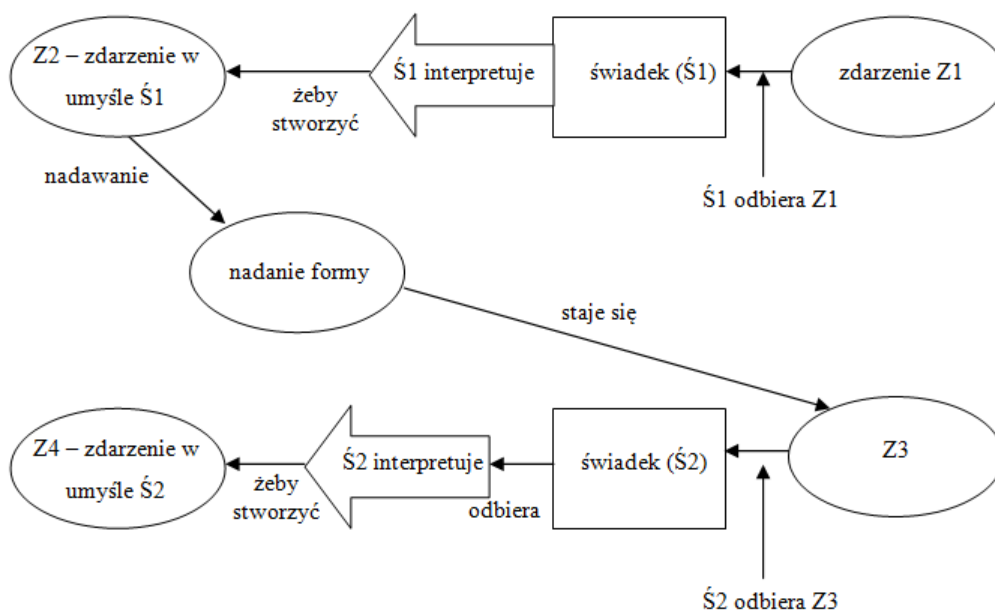 Z2 – zdarzenie w
umyśle Ś1
żeby
stworzyć
Ś1 interpretuje
świadek (Ś1)
zdarzenie Z1
Ś1 odbiera Z1
nadawanie
nadanie formy
staje się
Z4 – zdarzenie w
umyśle Ś2
żeby
stworzyć
Ś2 interpretuje
odbiera
świadek (Ś2)
Z3
Ś2 odbiera Z3